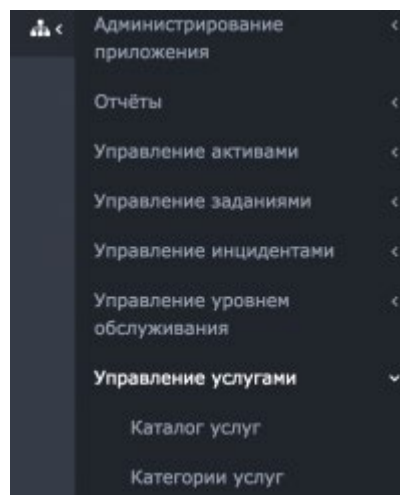 Администрирование
приложения
Отчёты
Управление активами
Управление заданиями
Управление инцидентами
Управление уровнем
обслуживания
Управление услугами
Каталог услуг
Категории услуг